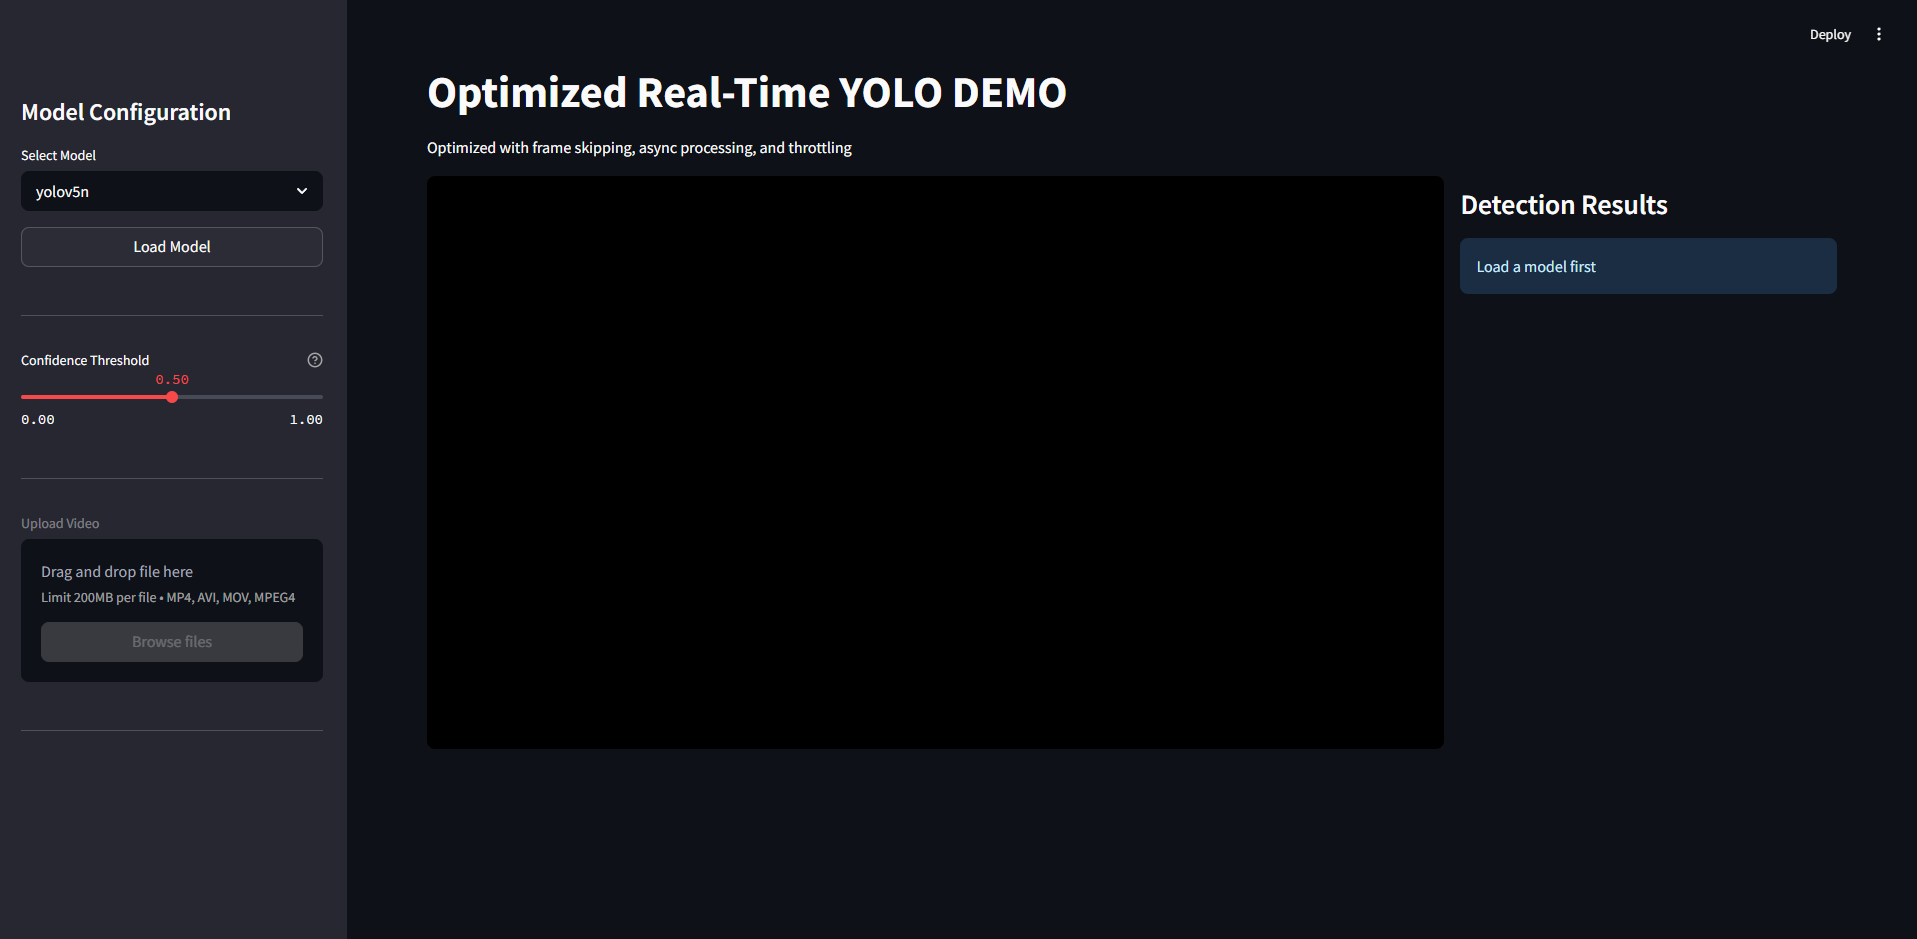 Deploy
Model Configuration
Select Model
yolov5n
Load Model
Confidence Threshold
0.50
0.00 1.00
Upload Video
Drag and drop file here
Limit 200MB per file • MP4, AVI, MOV, MPEG4
Browse files
Optimized Real-Time YOLO DEMO
Optimized with frame skipping, async processing, and throttling
Detection Results
Load a model first